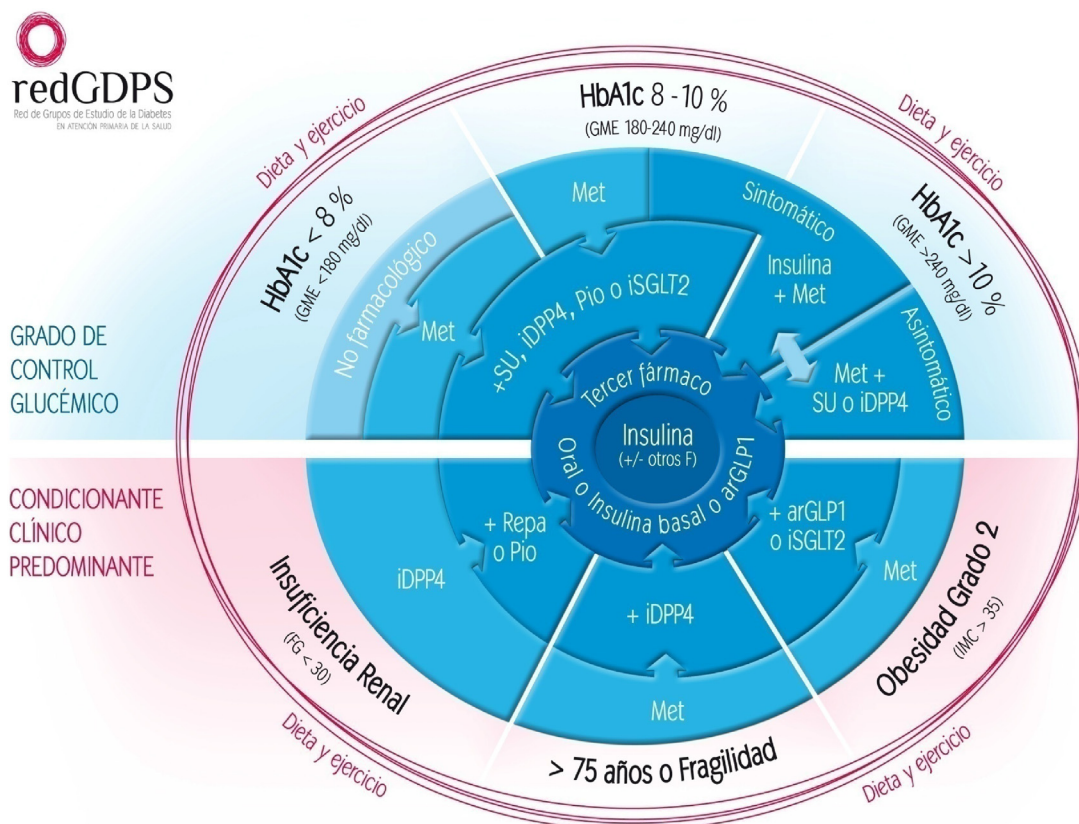 redGDPS
Red de Grupos de Estudio de la Diabetes
EN ATENCIÓN PRIMARIA DE LA SALUD
Dieta y ejercicio
HbA1c 8 - 10 %
(GME 180-240 mg/dl)
Dieta y ejercicio
HbA1c < 8 %
(GME <180 mg/dl)
HbA1c >10 %
(GME >240 mg/dl)
GRADO DE
CONTROL
GLUCÉMICO
No farmacológico
Met
Met
+SU, iDPP4, Pio o iSGLT2
Sintomático
Insulina
+ Met
Asintomático
Met +
SU o iDPP4
Tercer fármaco
Insulina
(+/- otros F)
Oral o Insulina basal o arGLP1
CONDICIONANTE
CLÍNICO
PREDOMINANTE
iDPP4
+ Repa
o Pio
+ iDPP4
Met
+ arGLP1
o iSGLT2
Met
Insuficiencia Renal
(FG < 30)
> 75 años o Fragilidad
Obesidad Grado 2
(IMC > 35)
Dieta y ejercicio
Dieta y ejercicio